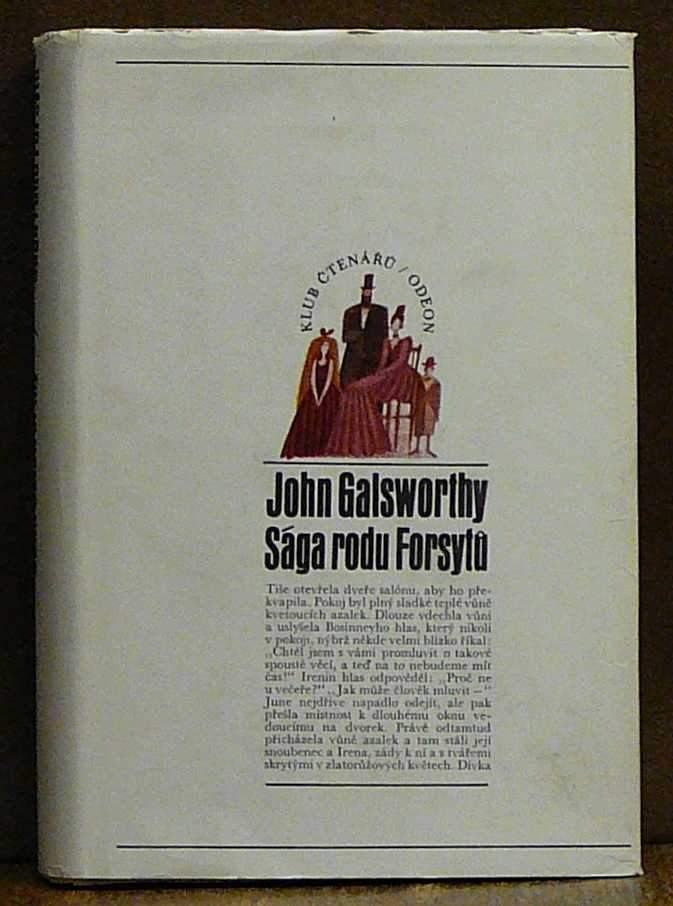 KLUB ČTENÁŘŮ / ODEON
John Galsworthy
Sága rodu Forsytů
Tiše otevřela dveře salónu, aby ho pře-
kvapila. Pokoj byl plný sladké teplé vůně
kvetoucích azalek. Dlouze vdechla vůni
a uslyšela Bosinneyho hlas, který nikoli
v pokoji, nýbrž někde velmi blízko říkal:
„Chtěl jsem s vámi promluvit o takové
spoustě věcí, a teď na to nebudeme mít
čas!“ Irenin hlas odpověděl: „Proč ne
u večeře?“ „Jak může člověk mluvit —“
June nejdříve napadlo odejít, ale pak
přešla místnost k dlouhému oknu ve-
doucímu na dvorek. Právě odtamtud
přicházela vůně azalek a tam stáli její
snoubenec a Irena, zády k ní a s tvářemi
skrytými v zlatorůžových květech. Dívka